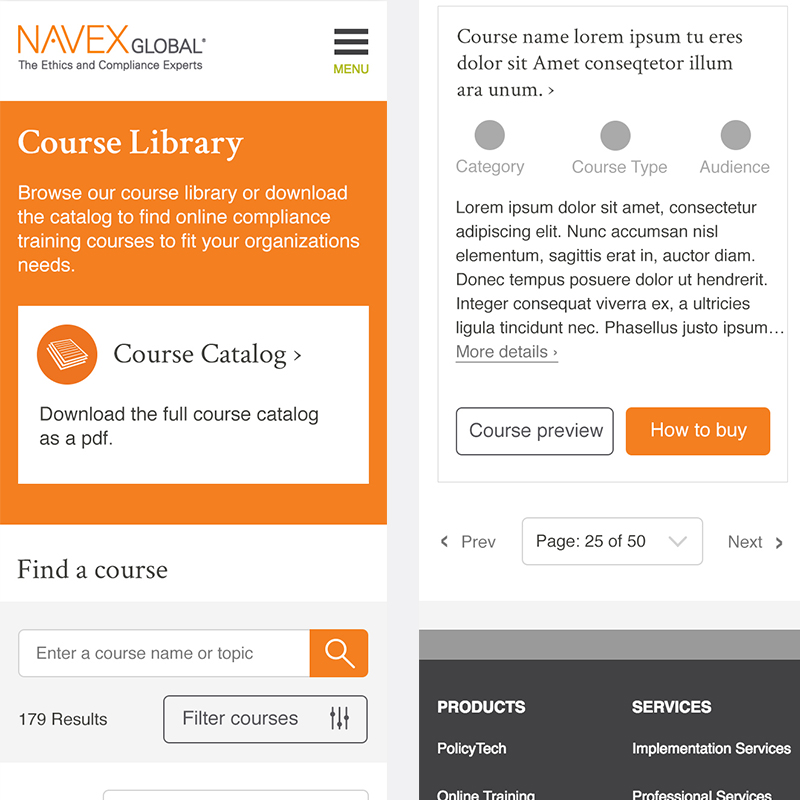 NAVEX GLOBAL®
The Ethics and Compliance Experts
MENU
Course Library
Browse our course library or download
the catalog to find online compliance
training courses to fit your organizations
needs.
Course Catalog ›
Download the full course catalog
as a pdf.
Find a course
Enter a course name or topic
179 Results
Filter courses
Course name lorem ipsum tu eres
dolor sit Amet conseqtetor illum
ara unum. ›
Category Course Type Audience
Lorem ipsum dolor sit amet, consectetur
adipiscing elit. Nunc accumsan nisl
elementum, sagittis erat in, auctor diam.
Donec tempus posuere dolor ut hendrerit.
Integer consequat viverra ex, a ultricies
ligula tincidunt nec. Phasellus justo ipsum…
More details ›
Course preview How to buy
‹ Prev Page: 25 of 50 Next ›
PRODUCTS SERVICES
PolicyTech Implementation Services
Online Training Professional Services